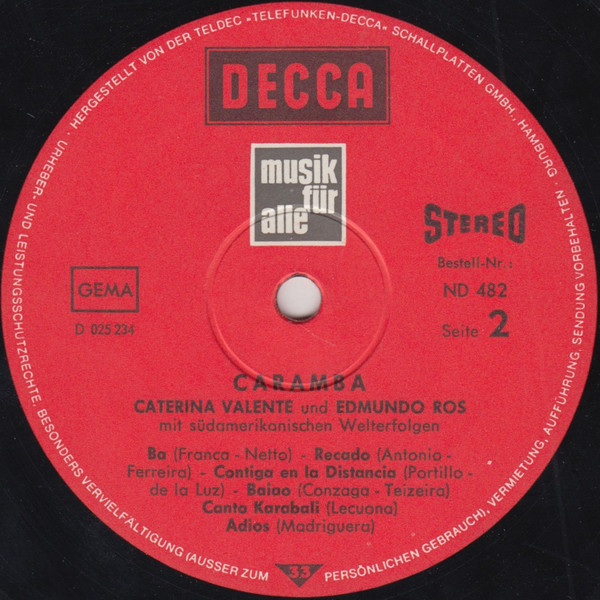 URHEBER- UND LEISTUNGSSCHUTZRECHTE, BESONDERS VERVIELFÄLTIGUNG (AUSSER ZUM PERSÖNLICHEN GEBRAUCH), VERMIETUNG, AUFFÜHRUNG, SENDUNG VORBEHALTEN · HERGESTELLT VON DER TELDEC »TELEFUNKEN-DECCA« SCHALLPLATTEN GMBH., HAMBURG ·
DECCA
musik
für
alle
STEREO
Bestell-Nr.:
ND 482
Seite 2
GEMA
D 025 234
CARAMBA
CATERINA VALENTE und EDMUNDO ROS
mit südamerikanischen Welterfolgen
Ba (Franca - Netto) - Recado (Antonio -
Ferreira) - Contiga en la Distancia (Portillo -
de la Luz) - Baiao (Conzaga - Teizeira)
Canto Karabali (Lecuona)
Adios (Madriguera)
33